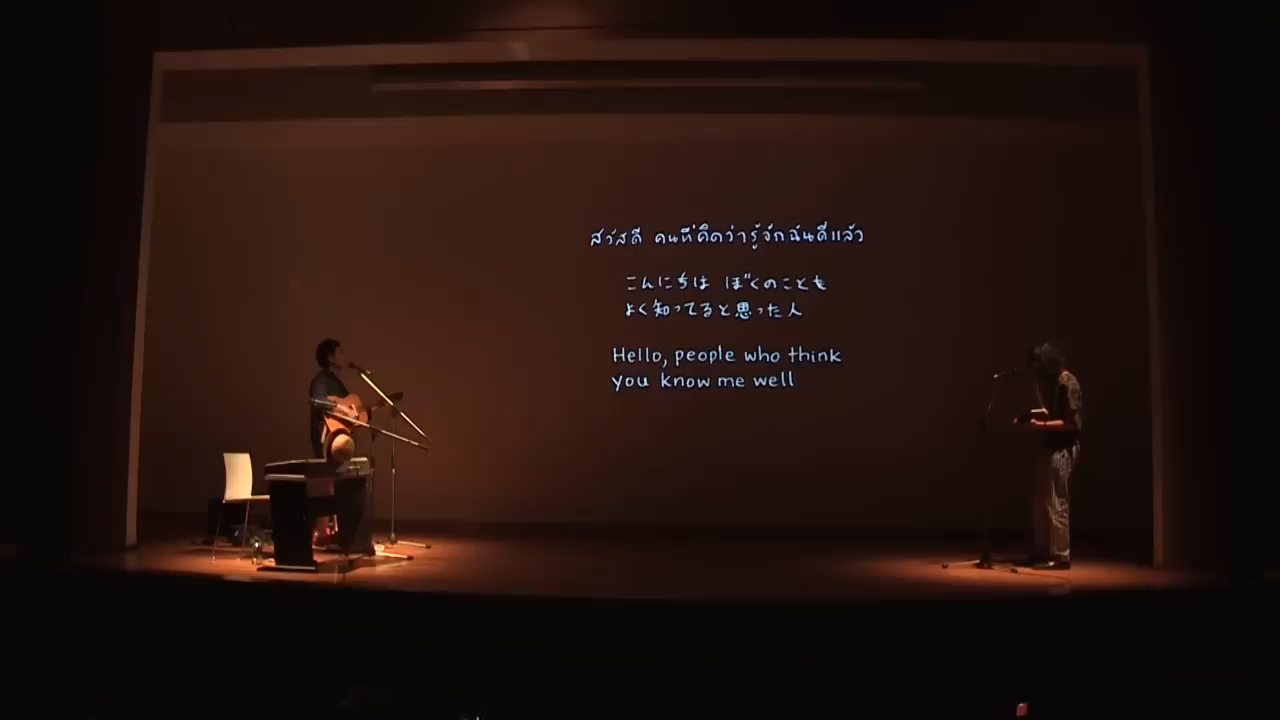 สวัสดี คนที่คิดว่ารู้จักฉันดีแล้ว
こんにちは ぼくのことも
よく知ってると思った人
Hello, people who think
you know me well